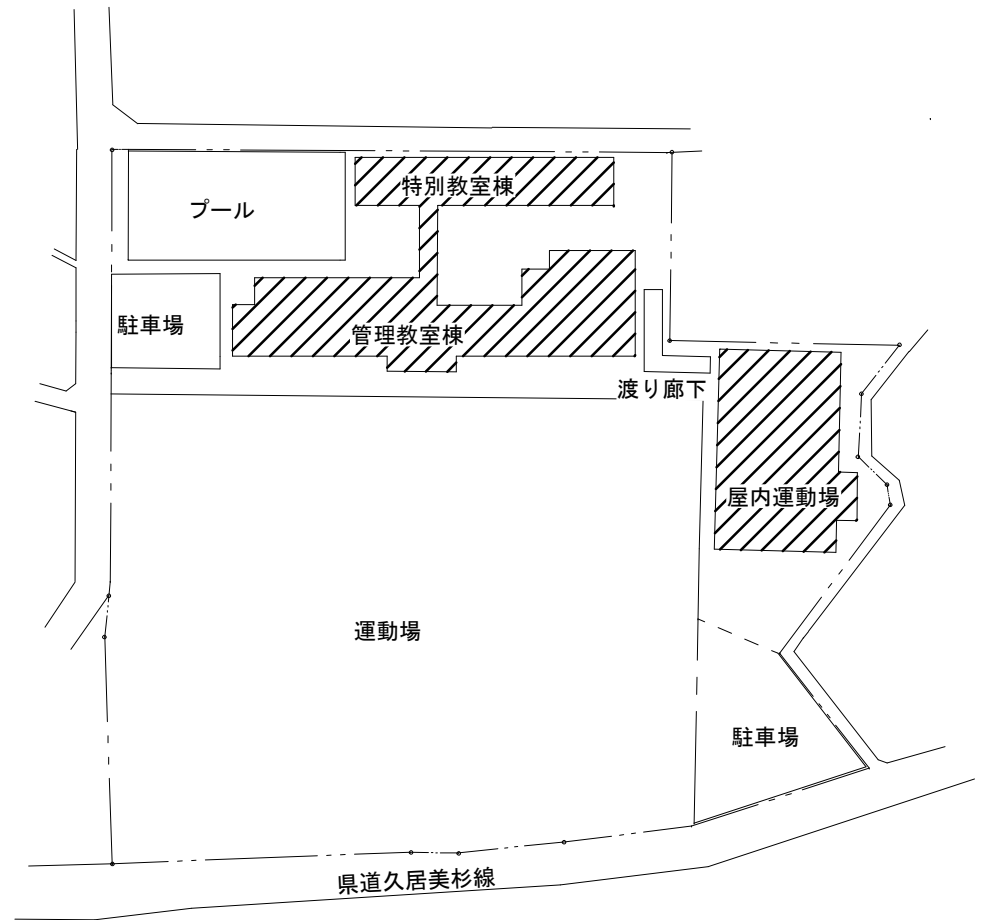 特別教室棟
プール
駐車場
管理教室棟
渡り廊下
屋内運動場
運動場
駐車場
県道久居美杉線